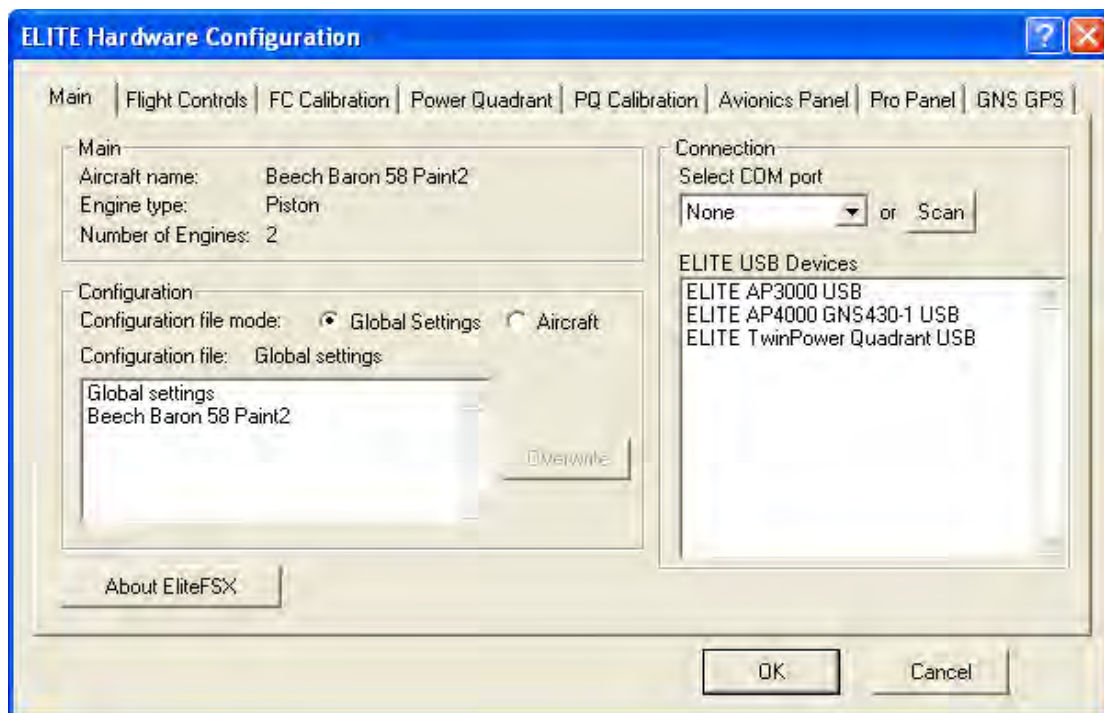 ELITE Hardware Configuration
Main Flight Controls FC Calibration Power Quadrant PQ Calibration Avionics Panel Pro Panel GNS GPS
Main
Aircraft name: Beech Baron 58 Paint2
Engine type: Piston
Number of Engines: 2
Configuration
Configuration file mode: Global Settings Aircraft
Configuration file: Global settings
Global settings
Beech Baron 58 Paint2
Overwrite
About EliteFSX
Connection
Select COM port
None or Scan
ELITE USB Devices
ELITE AP3000 USB
ELITE AP4000 GNS430-1 USB
ELITE TwinPower Quadrant USB
OK Cancel